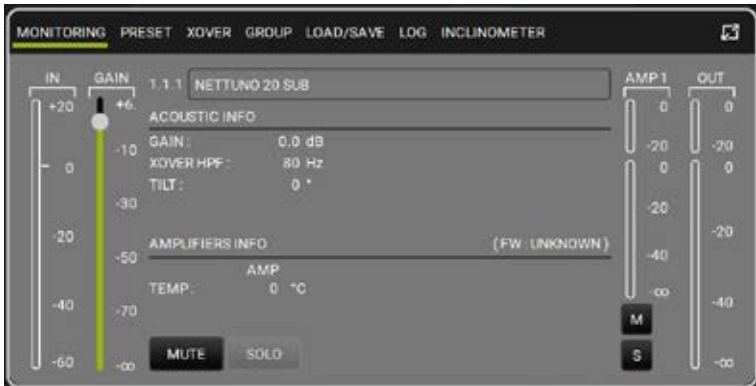 MONITORING PRESET XOVER GROUP LOAD/SAVE LOG INCLINOMETER
IN GAIN 1.1.1 NETTUNO 20 SUB AMP1 OUT
+20 +6. 0 0
ACOUSTIC INFO
GAIN: 0.0 dB
-10 -20 -20
XOVER HPF: 80 Hz
0 0 0
TILT: 0 °
-30 -20
-20 -20
AMPLIFIERS INFO (FW:UNKNOWN)
-50 -40
AMP
TEMP: 0 °C
-∞
-40 -70 -40
M
MUTE SOLO S
-60 -∞ -∞